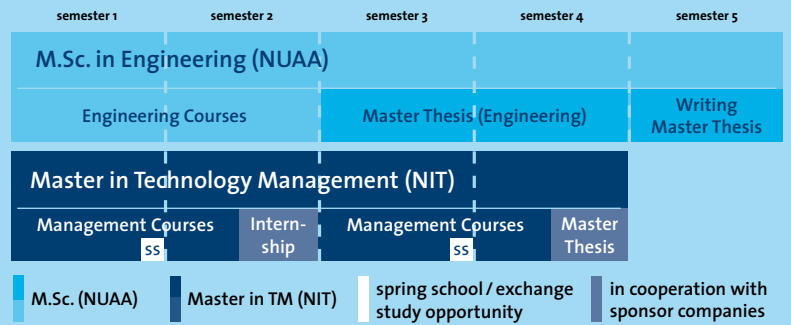 semester 1 semester 2 semester 3 semester 4 semester 5
M.Sc. in Engineering (NUAA)
Engineering Courses
Master Thesis (Engineering)
Writing
Master Thesis
Master in Technology Management (NIT)
Management Courses
ss
Intern-
ship
Management Courses
ss
Master
Thesis
M.Sc. (NUAA)
Master in TM (NIT)
spring school / exchange
study opportunity
in cooperation with
sponsor companies